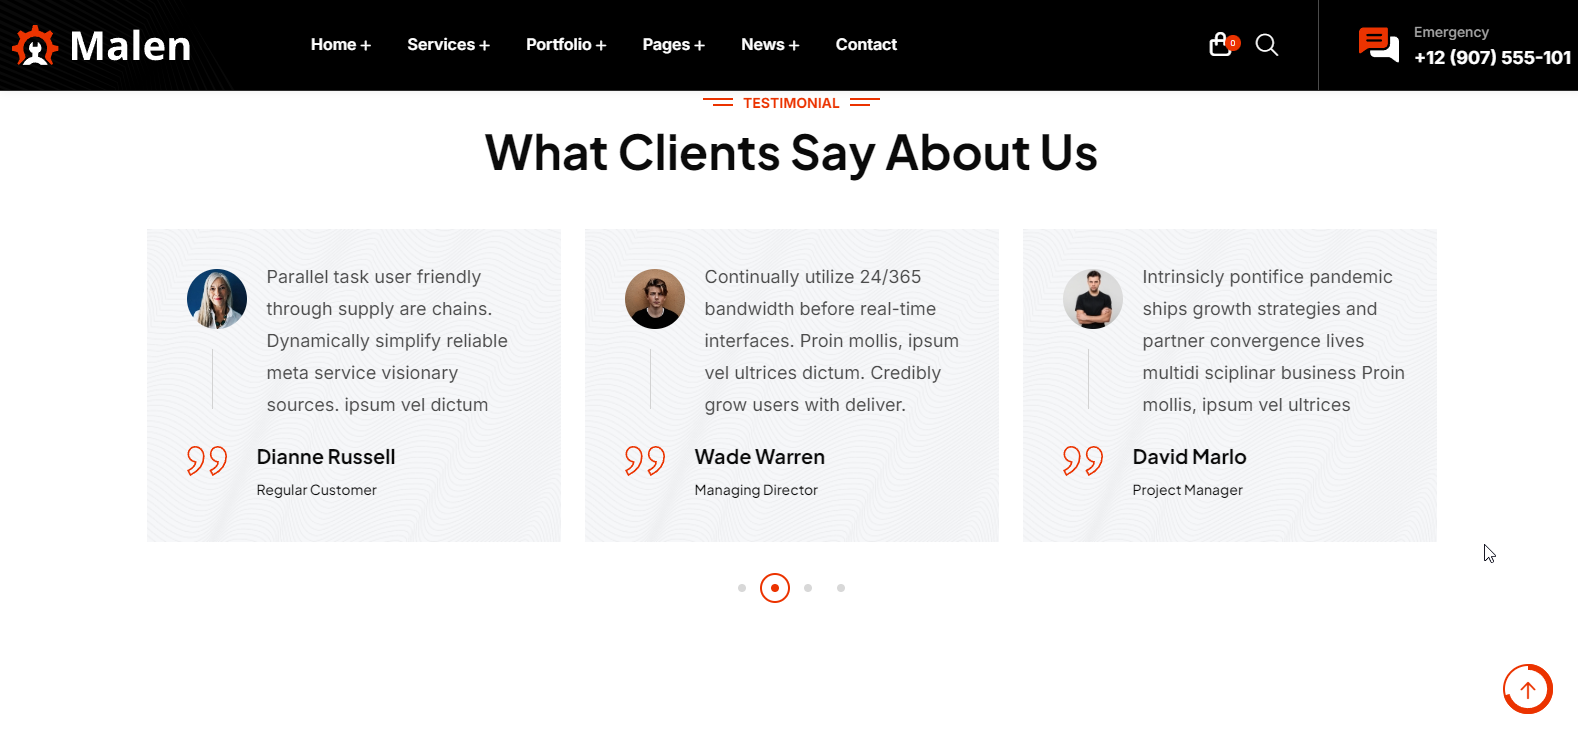 Malen
Home +
Services +
Portfolio +
Pages +
News +
Contact
0
Emergency
+12 (907) 555-101
TESTIMONIAL
What Clients Say About Us
Parallel task user friendly
through supply are chains.
Dynamically simplify reliable
meta service visionary
sources. ipsum vel dictum
Dianne Russell
Regular Customer
Continually utilize 24/365
bandwidth before real-time
interfaces. Proin mollis, ipsum
vel ultrices dictum. Credibly
grow users with deliver.
Wade Warren
Managing Director
Intrinsicly pontifice pandemic
ships growth strategies and
partner convergence lives
multidi sciplinar business Proin
mollis, ipsum vel ultrices
David Marlo
Project Manager